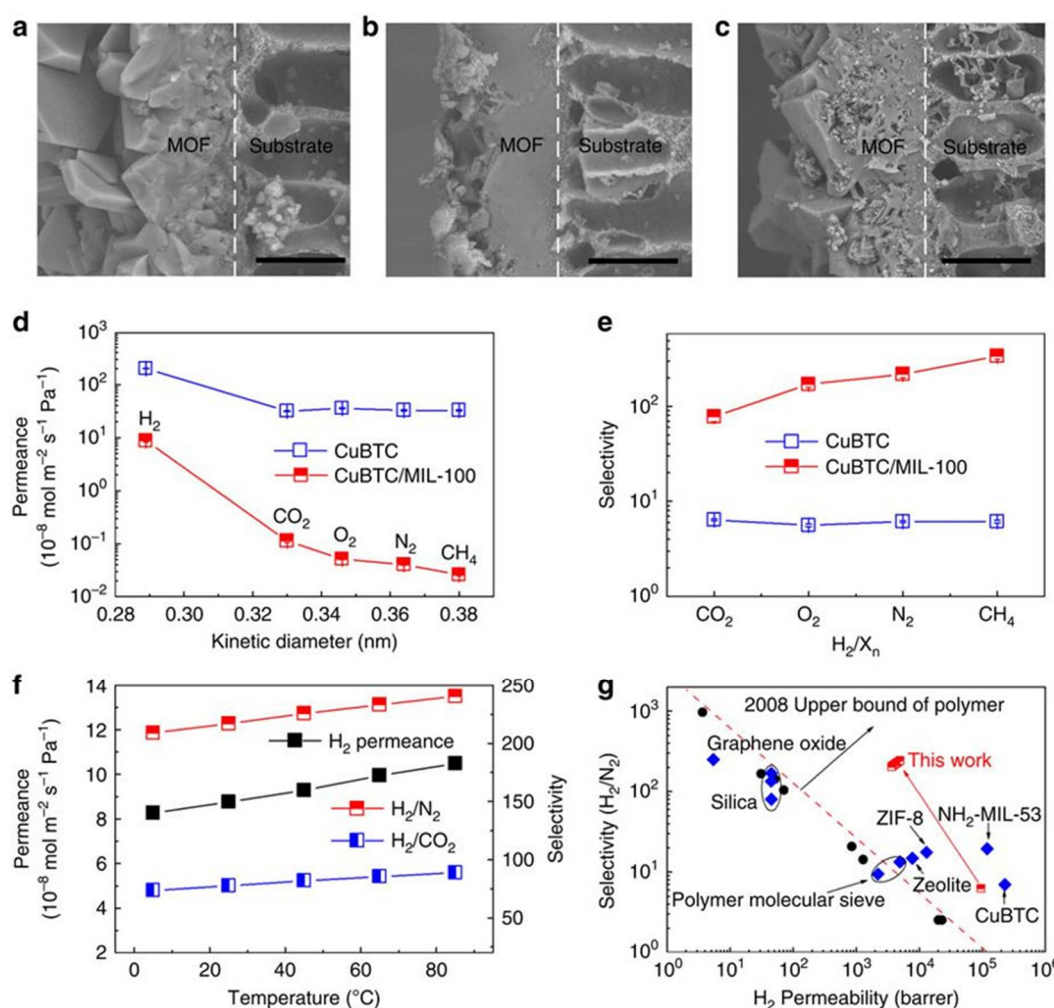 a
b
c
MOF
Substrate
MOF
Substrate
MOF
Substrate
d
10³
10²
10¹
10⁰
10⁻¹
10⁻²
Permeance
(10⁻⁸ mol m⁻² s⁻¹ Pa⁻¹)
H₂
CuBTC
CuBTC/MIL-100
CO₂
O₂
N₂
CH₄
0.28 0.30 0.32 0.34 0.36 0.38
Kinetic diameter (nm)
e
10²
10¹
10⁰
Selectivity
CuBTC
CuBTC/MIL-100
CO₂ O₂ N₂ CH₄
H₂/Xₙ
f
14
12
10
8
6
4
2
Permeance
(10⁻⁸ mol m⁻² s⁻¹ Pa⁻¹)
H₂ permeance
H₂/N₂
H₂/CO₂
250
200
150
100
50
Selectivity
0 20 40 60 80
Temperature (°C)
g
10³
10²
10¹
10⁰
Selectivity (H₂/N₂)
2008 Upper bound of polymer
Graphene oxide
This work
Silica
ZIF-8
NH₂-MIL-53
Zeolite
Polymer molecular sieve
CuBTC
10⁰ 10¹ 10² 10³ 10⁴ 10⁵ 10⁶
H₂ Permeability (barrer)